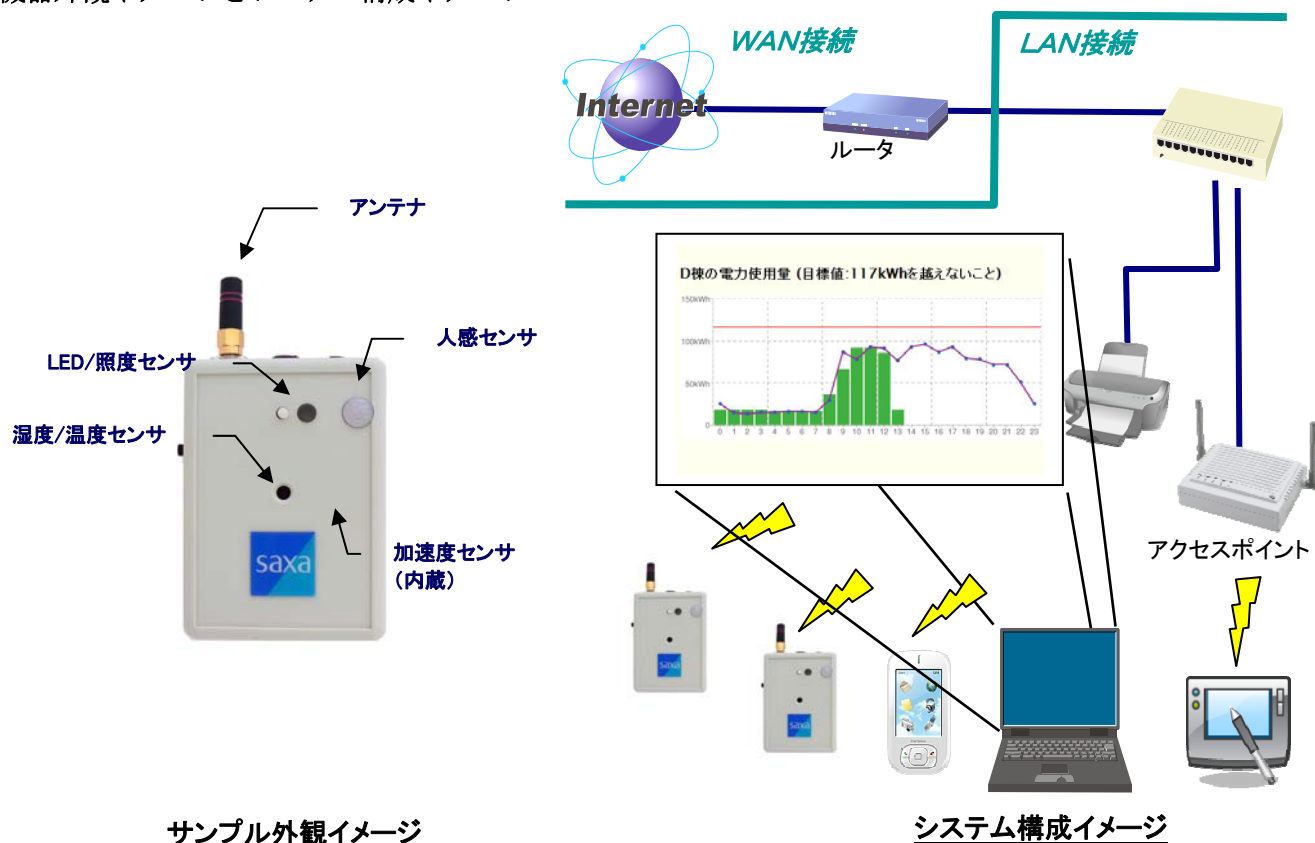 WAN接続
LAN接続
Internet
ルータ
アンテナ
人感センサ
LED/照度センサ
湿度/温度センサ
加速度センサ
(内蔵)
saxa
D棟の電力使用量 (目標値:117kWhを越えないこと)
150kWh
100kWh
50kWh
0
0 1 2 3 4 5 6 7 8 9 10 11 12 13 14 15 16 17 18 19 20 21 22 23
アクセスポイント
saxa
saxa
サンプル外観イメージ
システム構成イメージ